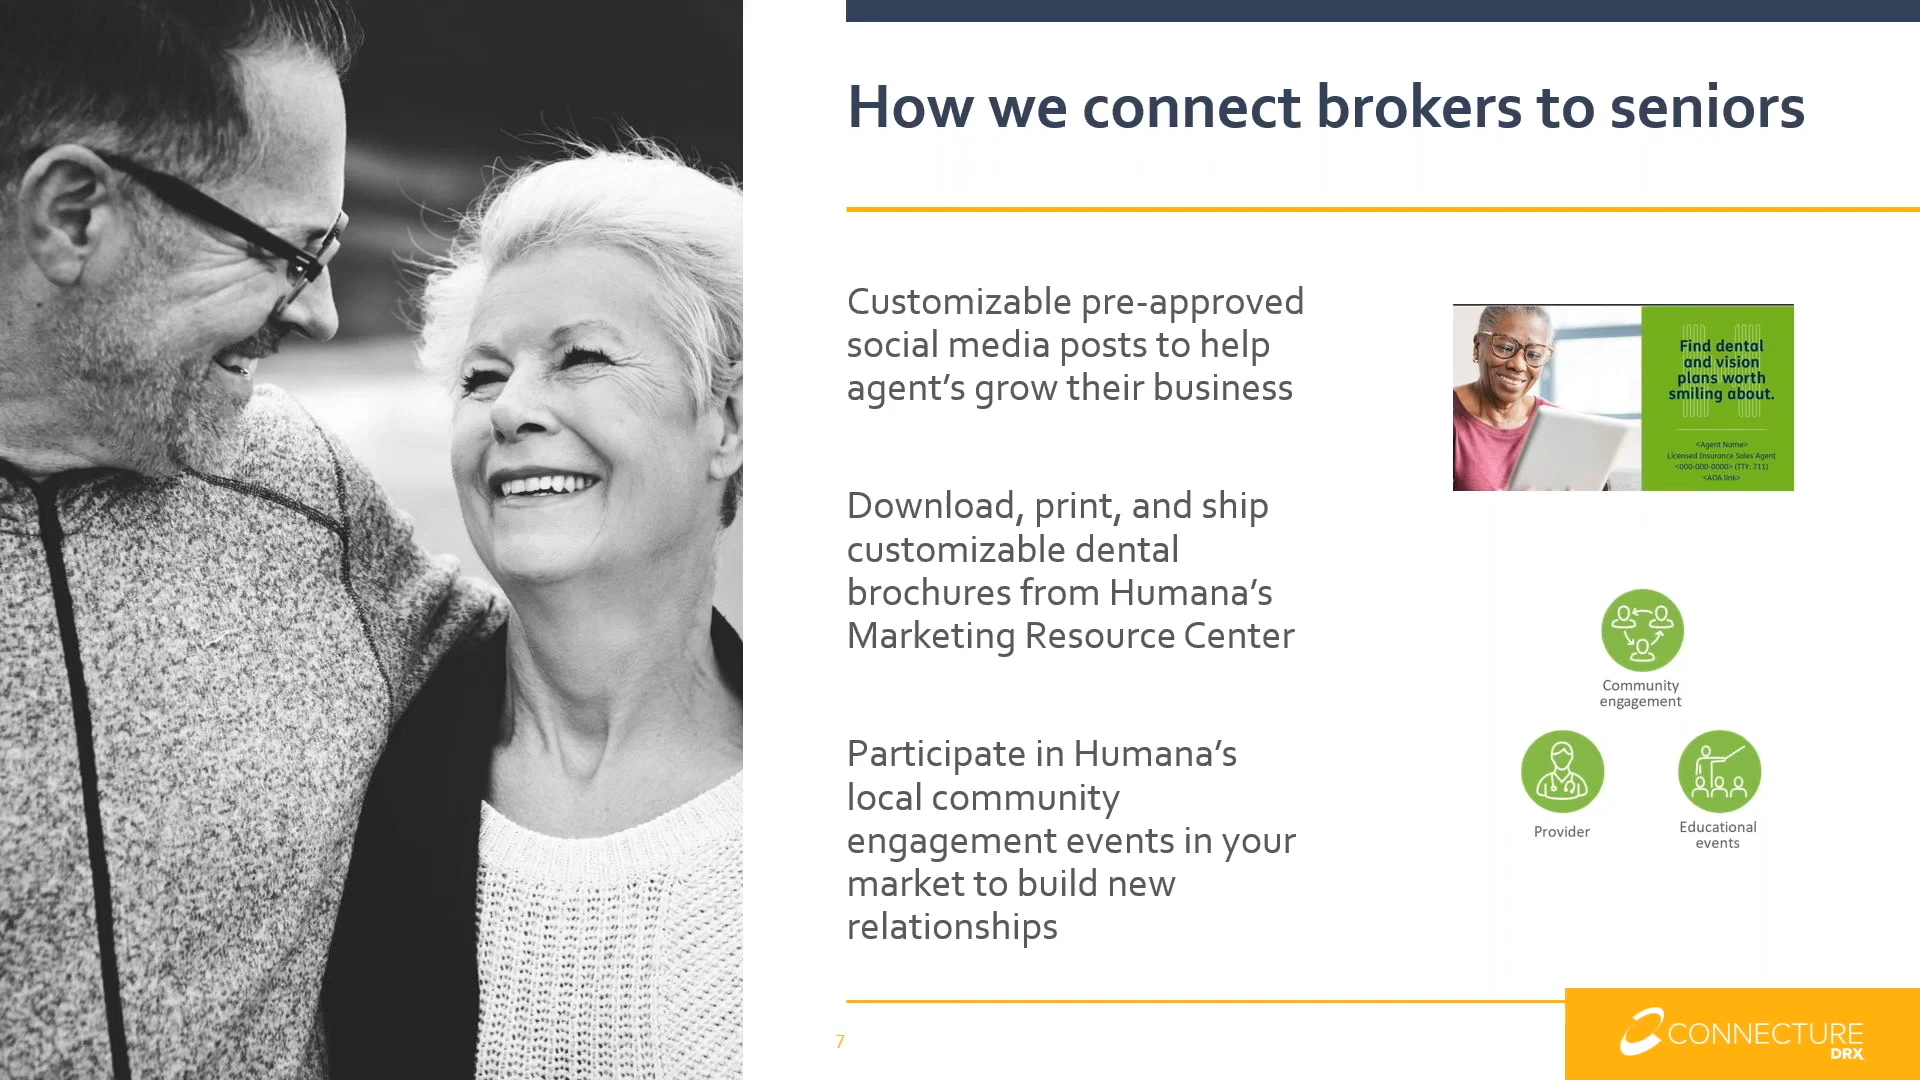 How we connect brokers to seniors
Customizable pre-approved
social media posts to help
agent’s grow their business
Find dental
and vision
plans worth
smiling about.
<Agent Name>
Licensed Insurance Sales Agent
<000-000-0000> (TTY: 711)
<AOA link>
Download, print, and ship
customizable dental
brochures from Humana’s
Marketing Resource Center
Participate in Humana’s
local community
engagement events in your
market to build new
relationships
Community
engagement
Provider
Educational
events
7
CONNECTURE
DRX